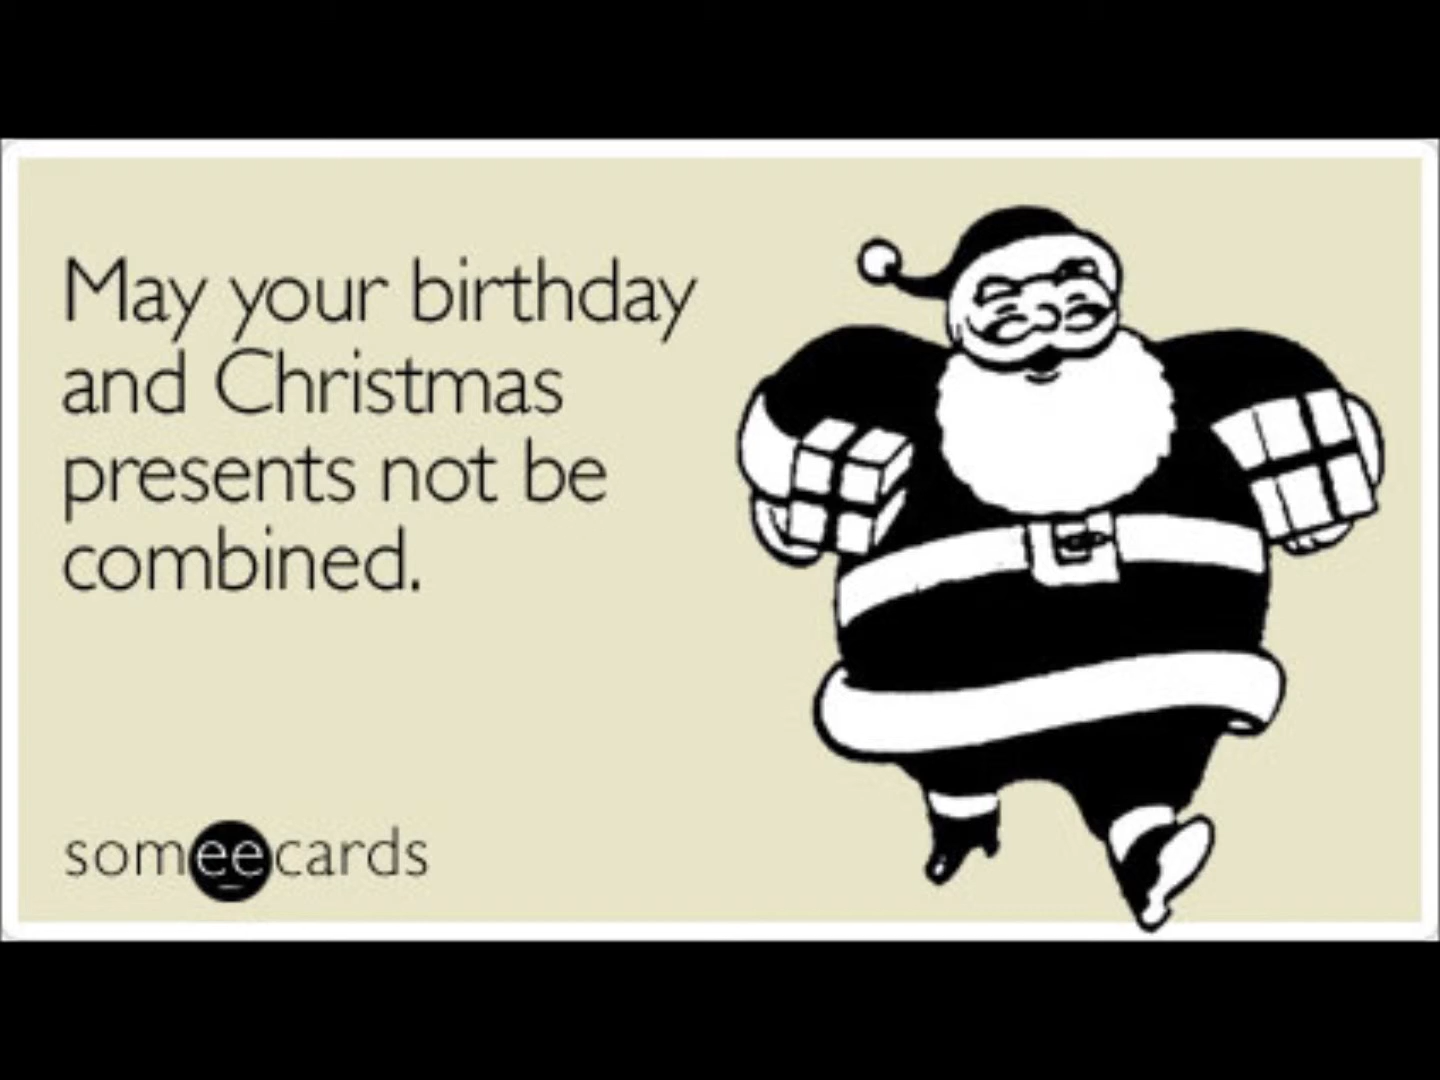 May your birthday
and Christmas
presents not be
combined.
someecards